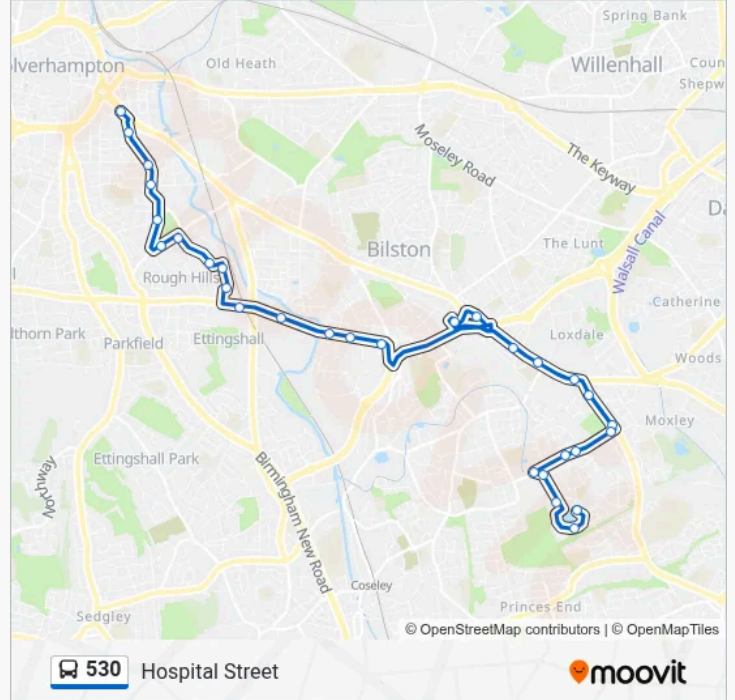 Spring Bank
olverhampton
Old Heath
Willenhall
Coun
Shepw
Moseley Road
The Keyway
Da
Walsall Canal
The Lunt
Bilston
l
Rough Hills
Catherine
lthorn Park
Parkfield
Ettingshall
Loxdale
Woods
Moxley
Ettingshall Park
Northway
Birmingham New Road
Coseley
Princes End
Sedgley
© OpenStreetMap contributors | © OpenMapTiles
530 Hospital Street
moovit